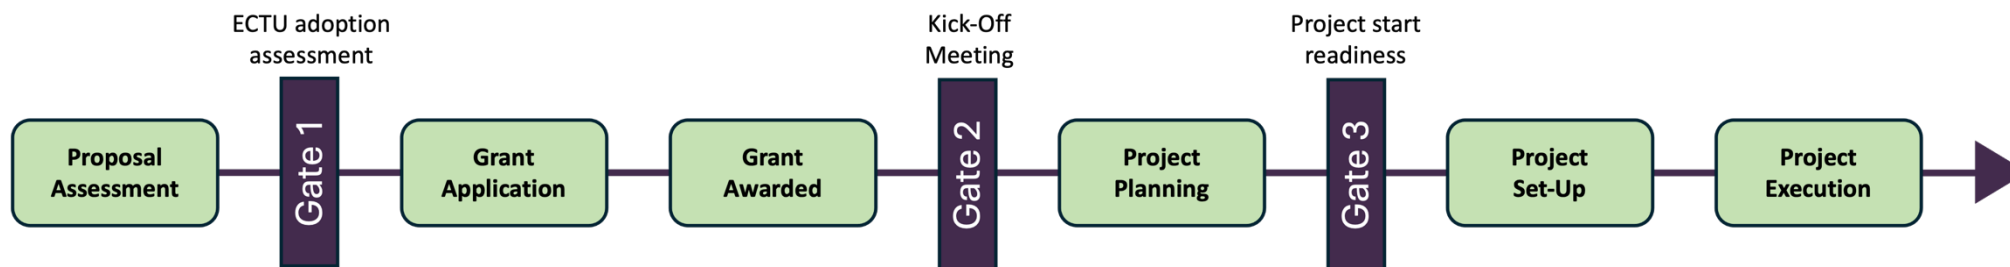 ECTU adoption
assessment
Kick-Off
Meeting
Project start
readiness
Proposal
Assessment
Gate 1
Grant
Application
Grant
Awarded
Gate 2
Project
Planning
Gate 3
Project
Set-Up
Project
Execution